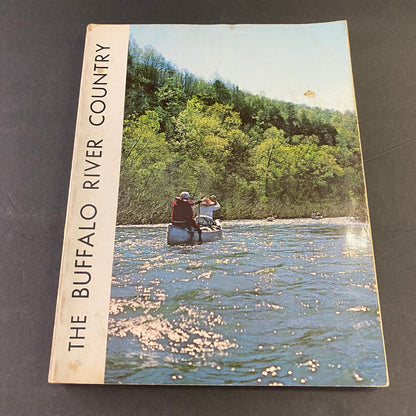 THE BUFFALO RIVER COUNTRY